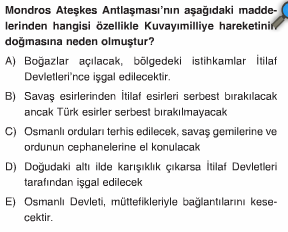 Mondros Ateşkes Antlaşması'nın aşağıdaki madde-
lerinden hangisi özellikle Kuvayımilliye hareketinin
doğmasına neden olmuştur?
A) Boğazlar açılacak, bölgedeki istihkamlar İtilaf
Devletleri'nce işgal edilecektir.
B) Savaş esirlerinden İtilaf esirleri serbest bırakılacak
ancak Türk esirler serbest bırakılmayacak
C) Osmanlı orduları terhis edilecek, savaş gemilerine ve
ordunun cephanelerine el konulacak
D) Doğudaki altı ilde karışıklık çıkarsa İtilaf Devletleri
tarafından işgal edilecek
E) Osmanlı Devleti, müttefikleriyle bağlantılarını kese-
cektir.